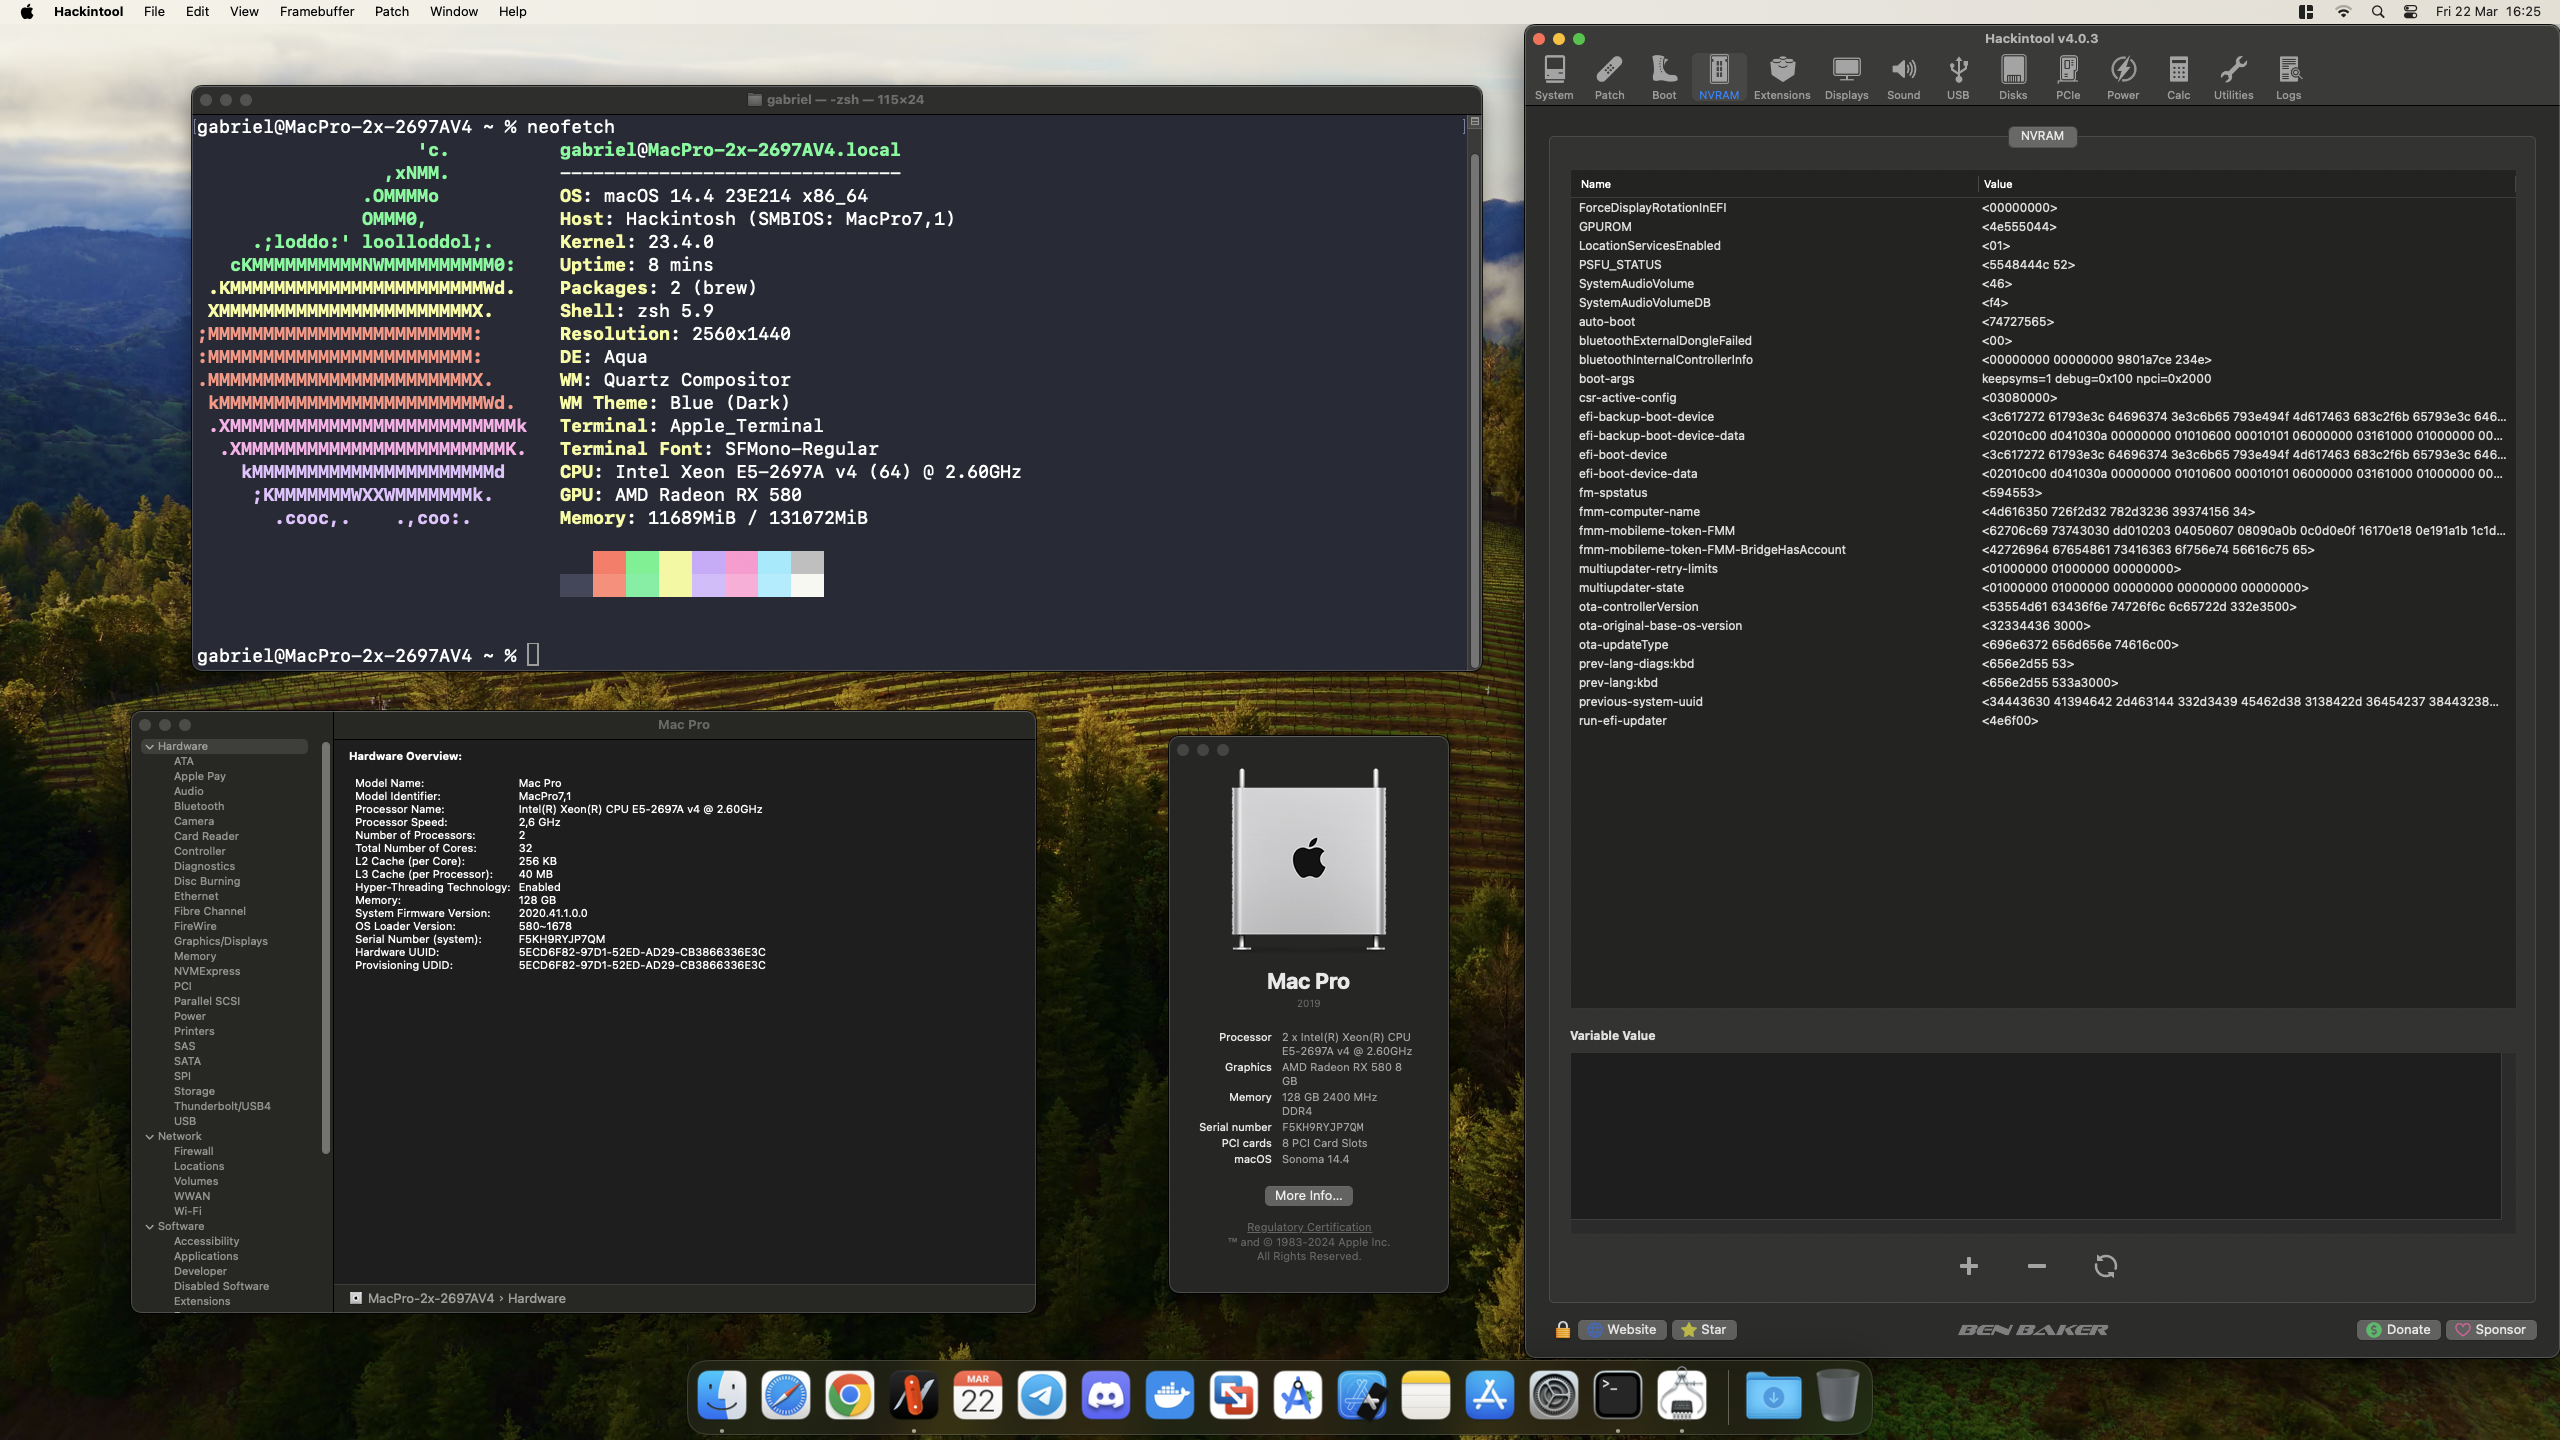 Hackintool File Edit View Framebuffer Patch Window Help
Fri 22 Mar 16:25
gabriel — -zsh — 115×24
gabriel@MacPro-2x-2697AV4 ~ % neofetch
'c.
,xNMM.
.OMMMMo
OMMM0,
.;loddo:' loolloddol;.
cKMMMMMMMMMMNWMMMMMMMMMM0:
.KMMMMMMMMMMMMMMMMMMMMMMMWd.
XMMMMMMMMMMMMMMMMMMMMMMMX.
;MMMMMMMMMMMMMMMMMMMMMMMM:
:MMMMMMMMMMMMMMMMMMMMMMMM:
.MMMMMMMMMMMMMMMMMMMMMMMMX.
kMMMMMMMMMMMMMMMMMMMMMMMMWd.
.XMMMMMMMMMMMMMMMMMMMMMMMMMMk
.XMMMMMMMMMMMMMMMMMMMMMMMMK.
kMMMMMMMMMMMMMMMMMMMMMMd
;KMMMMMMMWXXWMMMMMMMk.
.cooc,.    .,coo:.
gabriel@MacPro-2x-2697AV4.local
-------------------------------
OS: macOS 14.4 23E214 x86_64
Host: Hackintosh (SMBIOS: MacPro7,1)
Kernel: 23.4.0
Uptime: 8 mins
Packages: 2 (brew)
Shell: zsh 5.9
Resolution: 2560x1440
DE: Aqua
WM: Quartz Compositor
WM Theme: Blue (Dark)
Terminal: Apple_Terminal
Terminal Font: SFMono-Regular
CPU: Intel Xeon E5-2697A v4 (64) @ 2.60GHz
GPU: AMD Radeon RX 580
Memory: 11689MiB / 131072MiB
gabriel@MacPro-2x-2697AV4 ~ %
Mac Pro
Hardware
ATA
Apple Pay
Audio
Bluetooth
Camera
Card Reader
Controller
Diagnostics
Disc Burning
Ethernet
Fibre Channel
FireWire
Graphics/Displays
Memory
NVMExpress
PCI
Parallel SCSI
Power
Printers
SAS
SATA
SPI
Storage
Thunderbolt/USB4
USB
Network
Firewall
Locations
Volumes
WWAN
Wi-Fi
Software
Accessibility
Applications
Developer
Disabled Software
Extensions
Hardware Overview:
Model Name: Mac Pro
Model Identifier: MacPro7,1
Processor Name: Intel(R) Xeon(R) CPU E5-2697A v4 @ 2.60GHz
Processor Speed: 2,6 GHz
Number of Processors: 2
Total Number of Cores: 32
L2 Cache (per Core): 256 KB
L3 Cache (per Processor): 40 MB
Hyper-Threading Technology: Enabled
Memory: 128 GB
System Firmware Version: 2020.41.1.0.0
OS Loader Version: 580~1678
Serial Number (system): F5KH9RYJP7QM
Hardware UUID: 5ECD6F82-97D1-52ED-AD29-CB3866336E3C
Provisioning UDID: 5ECD6F82-97D1-52ED-AD29-CB3866336E3C
MacPro-2x-2697AV4 › Hardware
Mac Pro
2019
Processor 2 x Intel(R) Xeon(R) CPU
E5-2697A v4 @ 2.60GHz
Graphics AMD Radeon RX 580 8
GB
Memory 128 GB 2400 MHz
DDR4
Serial number F5KH9RYJP7QM
PCI cards 8 PCI Card Slots
macOS Sonoma 14.4
More Info...
Regulatory Certification
™ and © 1983-2024 Apple Inc.
All Rights Reserved.
Hackintool v4.0.3
System Patch Boot NVRAM Extensions Displays Sound USB Disks PCIe Power Calc Utilities Logs
NVRAM
Name Value
ForceDisplayRotationInEFI <00000000>
GPUROM <4e555044>
LocationServicesEnabled <01>
PSFU_STATUS <5548444c 52>
SystemAudioVolume <46>
SystemAudioVolumeDB <f4>
auto-boot <74727565>
bluetoothExternalDongleFailed <00>
bluetoothInternalControllerInfo <00000000 00000000 9801a7ce 234e>
boot-args keepsyms=1 debug=0x100 npci=0x2000
csr-active-config <03080000>
efi-backup-boot-device <3c617272 61793e3c 64696374 3e3c6b65 793e494f 4d617463 683c2f6b 65793e3c 646...
efi-backup-boot-device-data <02010c00 d041030a 00000000 01010600 00010101 06000000 03161000 01000000 00...
efi-boot-device <3c617272 61793e3c 64696374 3e3c6b65 793e494f 4d617463 683c2f6b 65793e3c 646...
efi-boot-device-data <02010c00 d041030a 00000000 01010600 00010101 06000000 03161000 01000000 00...
fm-spstatus <594553>
fmm-computer-name <4d616350 726f2d32 782d3236 39374156 34>
fmm-mobileme-token-FMM <62706c69 73743030 dd010203 04050607 08090a0b 0c0d0e0f 16170e18 0e191a1b 1c1d...
fmm-mobileme-token-FMM-BridgeHasAccount <42726964 67654861 73416363 6f756e74 56616c75 65>
multiupdater-retry-limits <01000000 01000000 00000000>
multiupdater-state <01000000 01000000 00000000 00000000 00000000>
ota-controllerVersion <53554d61 63436f6e 74726f6c 6c65722d 332e3500>
ota-original-base-os-version <32334436 3000>
ota-updateType <696e6372 656d656e 74616c00>
prev-lang-diags:kbd <656e2d55 53>
prev-lang:kbd <656e2d55 533a3000>
previous-system-uuid <34443630 41394642 2d463144 332d3439 45462d38 3138422d 36454237 38443238...
run-efi-updater <4e6f00>
Variable Value
Website Star
BEN BAKER
Donate Sponsor
MAR
22